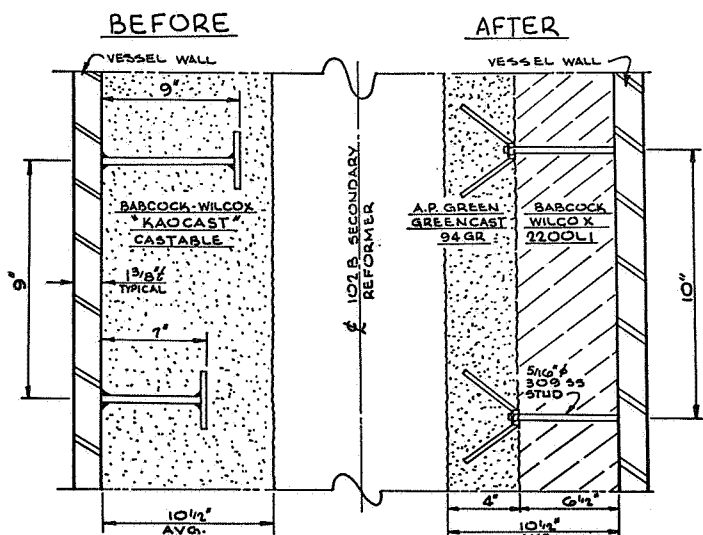 BEFORE
AFTER
VESSEL WALL
VESSEL WALL
9"
BABCOCK-WILCOX
"KAOCAST"
CASTABLE
1 3/8" ℄
TYPICAL
9"
7"
10 1/2"
AVG.
℄ 102 B SECONDARY
REFORMER
A.P. GREEN
GREENCAST
94 GR.
BABCOCK
WILCOX
2200 LI
10"
5/16" ϕ
309 SS
STUD
4"
6 1/2"
10 1/2"